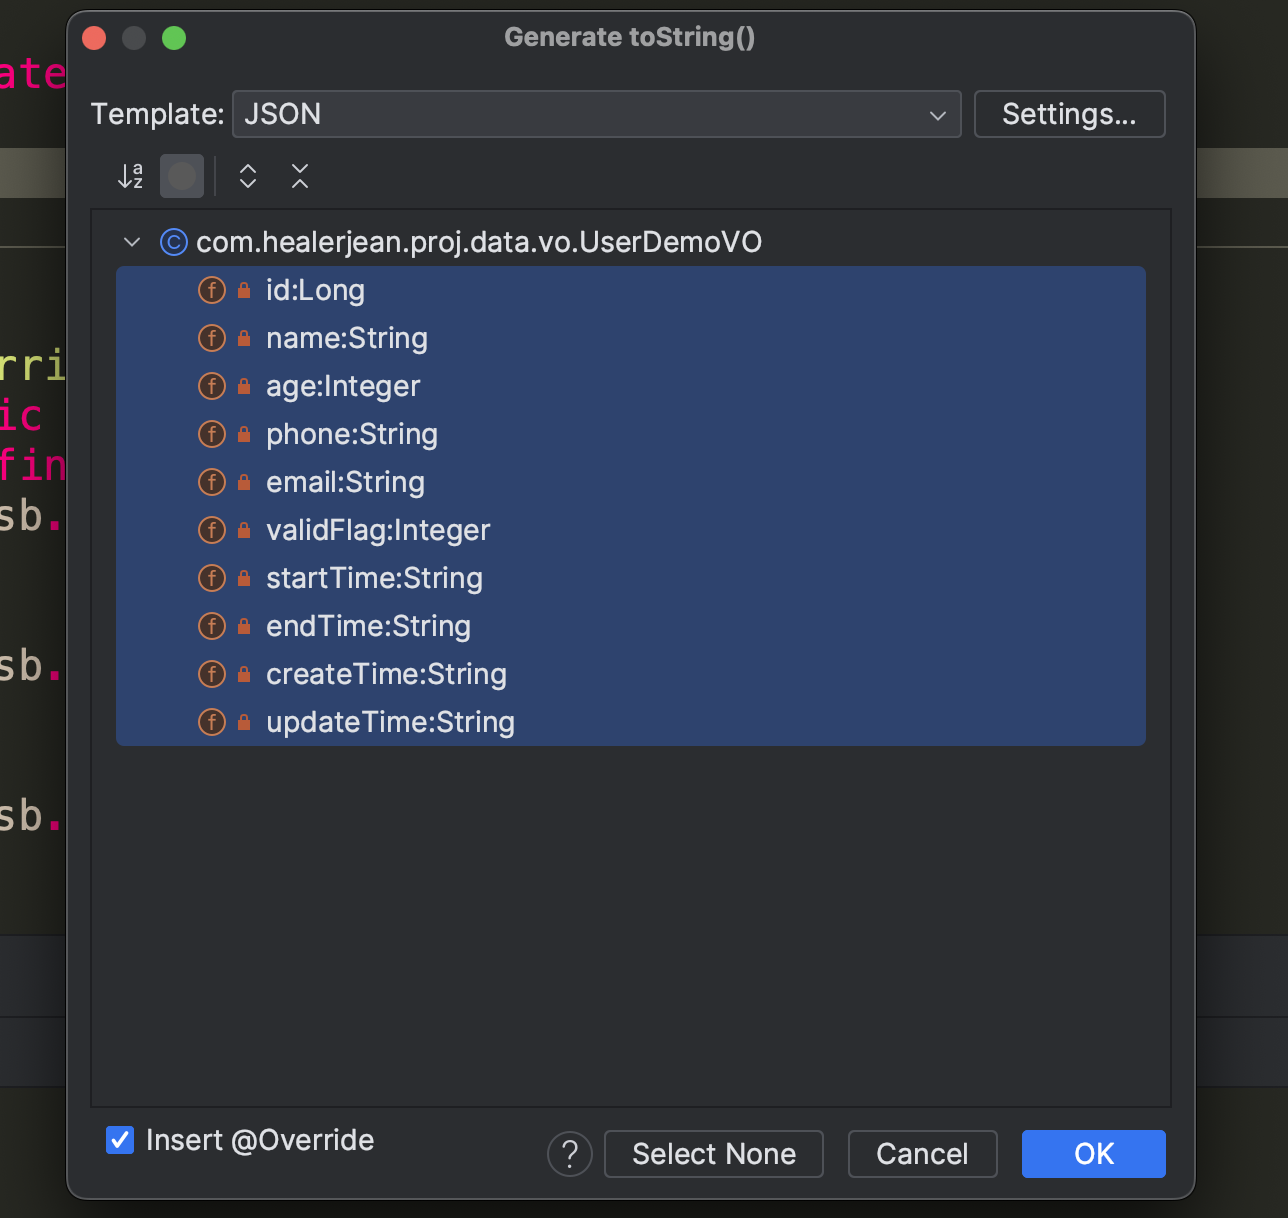 Generate toString()
ate
Template: JSON Settings...
com.healerjean.proj.data.vo.UserDemoVO
id:Long
name:String
rri
age:Integer
ic
phone:String
fin
email:String
sb.
validFlag:Integer
startTime:String
endTime:String
sb.
createTime:String
updateTime:String
sb.
Insert @Override ? Select None Cancel OK